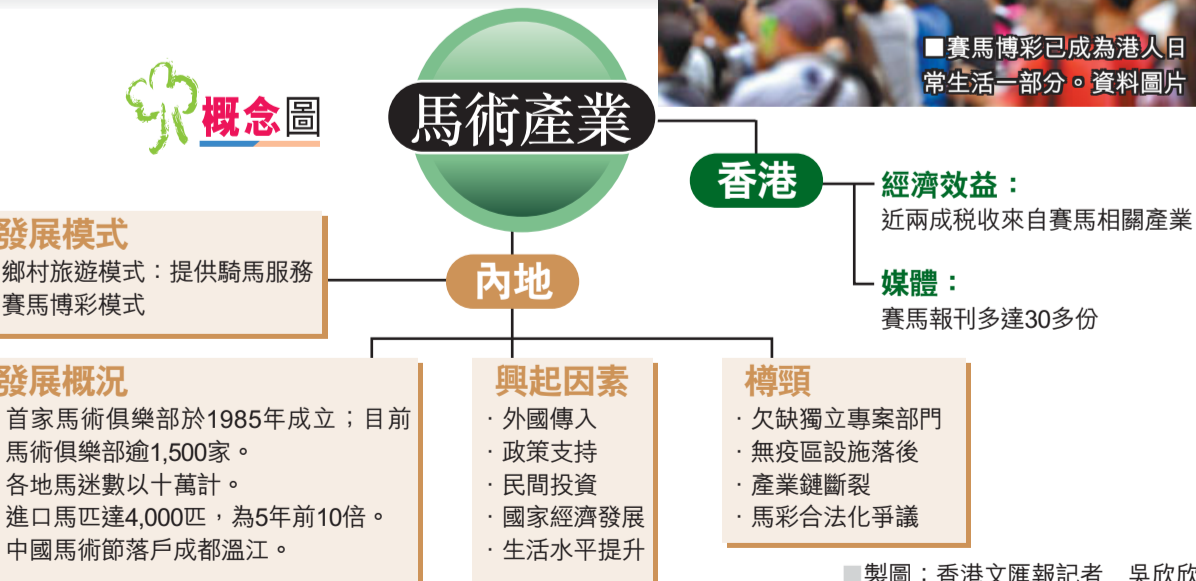 ■賽馬博彩已成為港人日
常生活一部分。資料圖片
概念圖
馬術產業
香港
經濟效益：
近兩成稅收來自賽馬相關產業
媒體：
賽馬報刊多達30多份
內地
發展模式
鄉村旅遊模式：提供騎馬服務
賽馬博彩模式
發展概況
首家馬術俱樂部於1985年成立；目前
馬術俱樂部逾1,500家。
各地馬迷數以十萬計。
進口馬匹達4,000匹，為5年前10倍。
中國馬術節落戶成都溫江。
興起因素
·外國傳入
·政策支持
·民間投資
·國家經濟發展
·生活水平提升
樽頸
·欠缺獨立專案部門
·無疫區設施落後
·產業鏈斷裂
·馬彩合法化爭議
■製圖：香港文匯報記者 吳欣欣